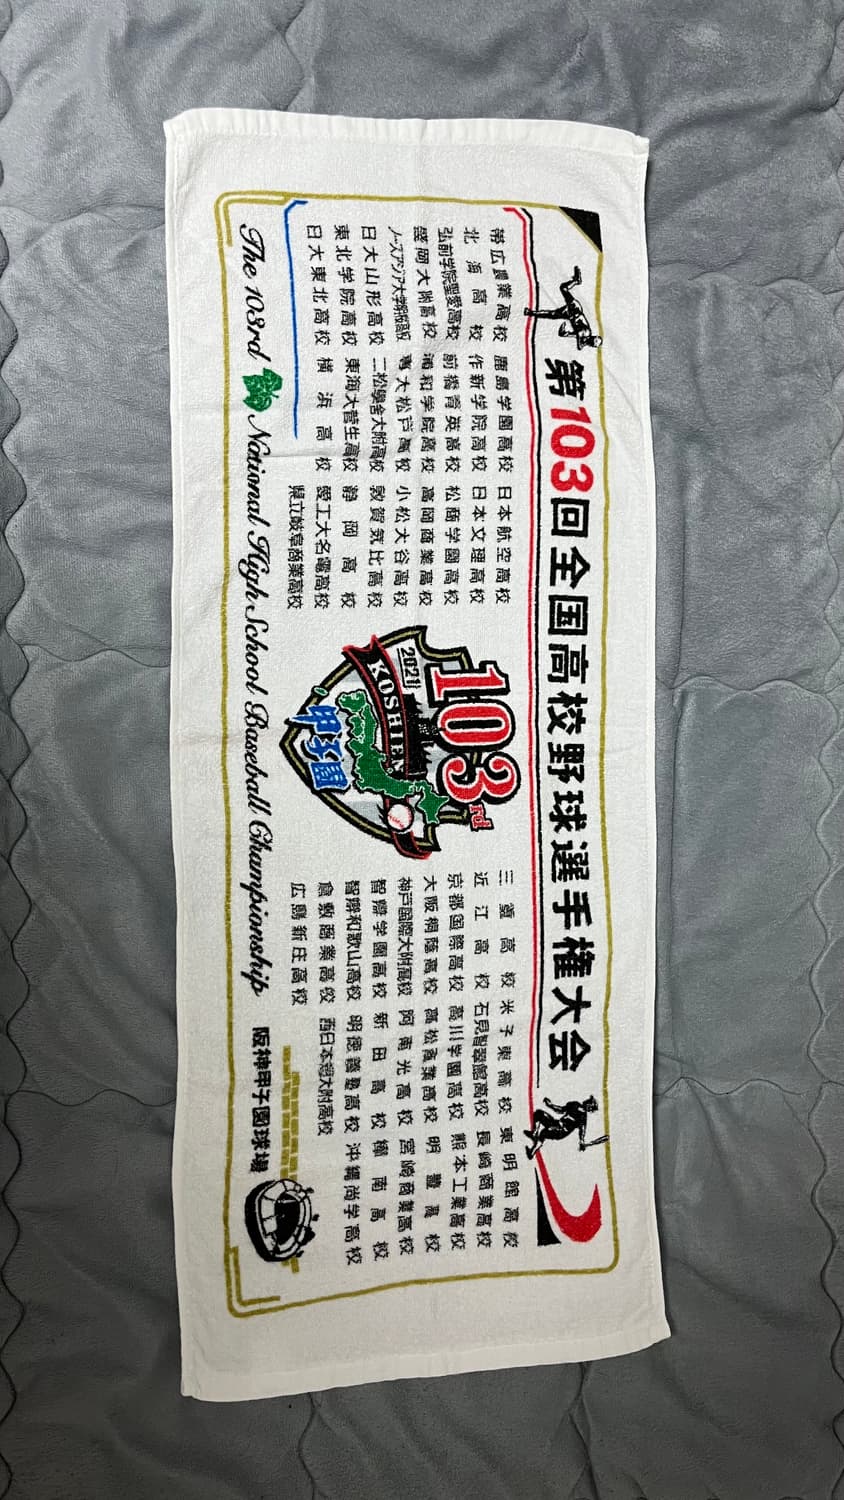 第103回全国高校野球選手権大会
帯広農業高校 鹿島学園高校 日本航空高校
北海高校 作新学院高校 日本文理高校
弘前学院聖愛高校 前橋育英高校 松商学園高校
盛岡大附高校 浦和学院高校 高岡商業高校
ノースアジア大学明桜高校 専大松戸高校 小松大谷高校
日大山形高校 二松學舎大附高校 敦賀気比高校
東北学院高校 東海大菅生高校 静岡高校
日大東北高校 横浜高校 愛工大名電高校
県立岐阜商業高校
103rd
2021
KOSHIEN
甲子園
三重高校 米子東高校 東明館高校
近江高校 石見智翠館高校 長崎商業高校
京都国際高校 高川学園高校 熊本工業高校
大阪桐蔭高校 高松商業高校 明豊高校
神戸国際大附高校 阿南光高校 宮崎商業高校
智辯学園高校 新田高校 樟南高校
智辯和歌山高校 明徳義塾高校 沖縄尚学高校
倉敷商業高校 西日本短大附高校
広島新庄高校
The 103rd National High School Baseball Championship 阪神甲子園球場